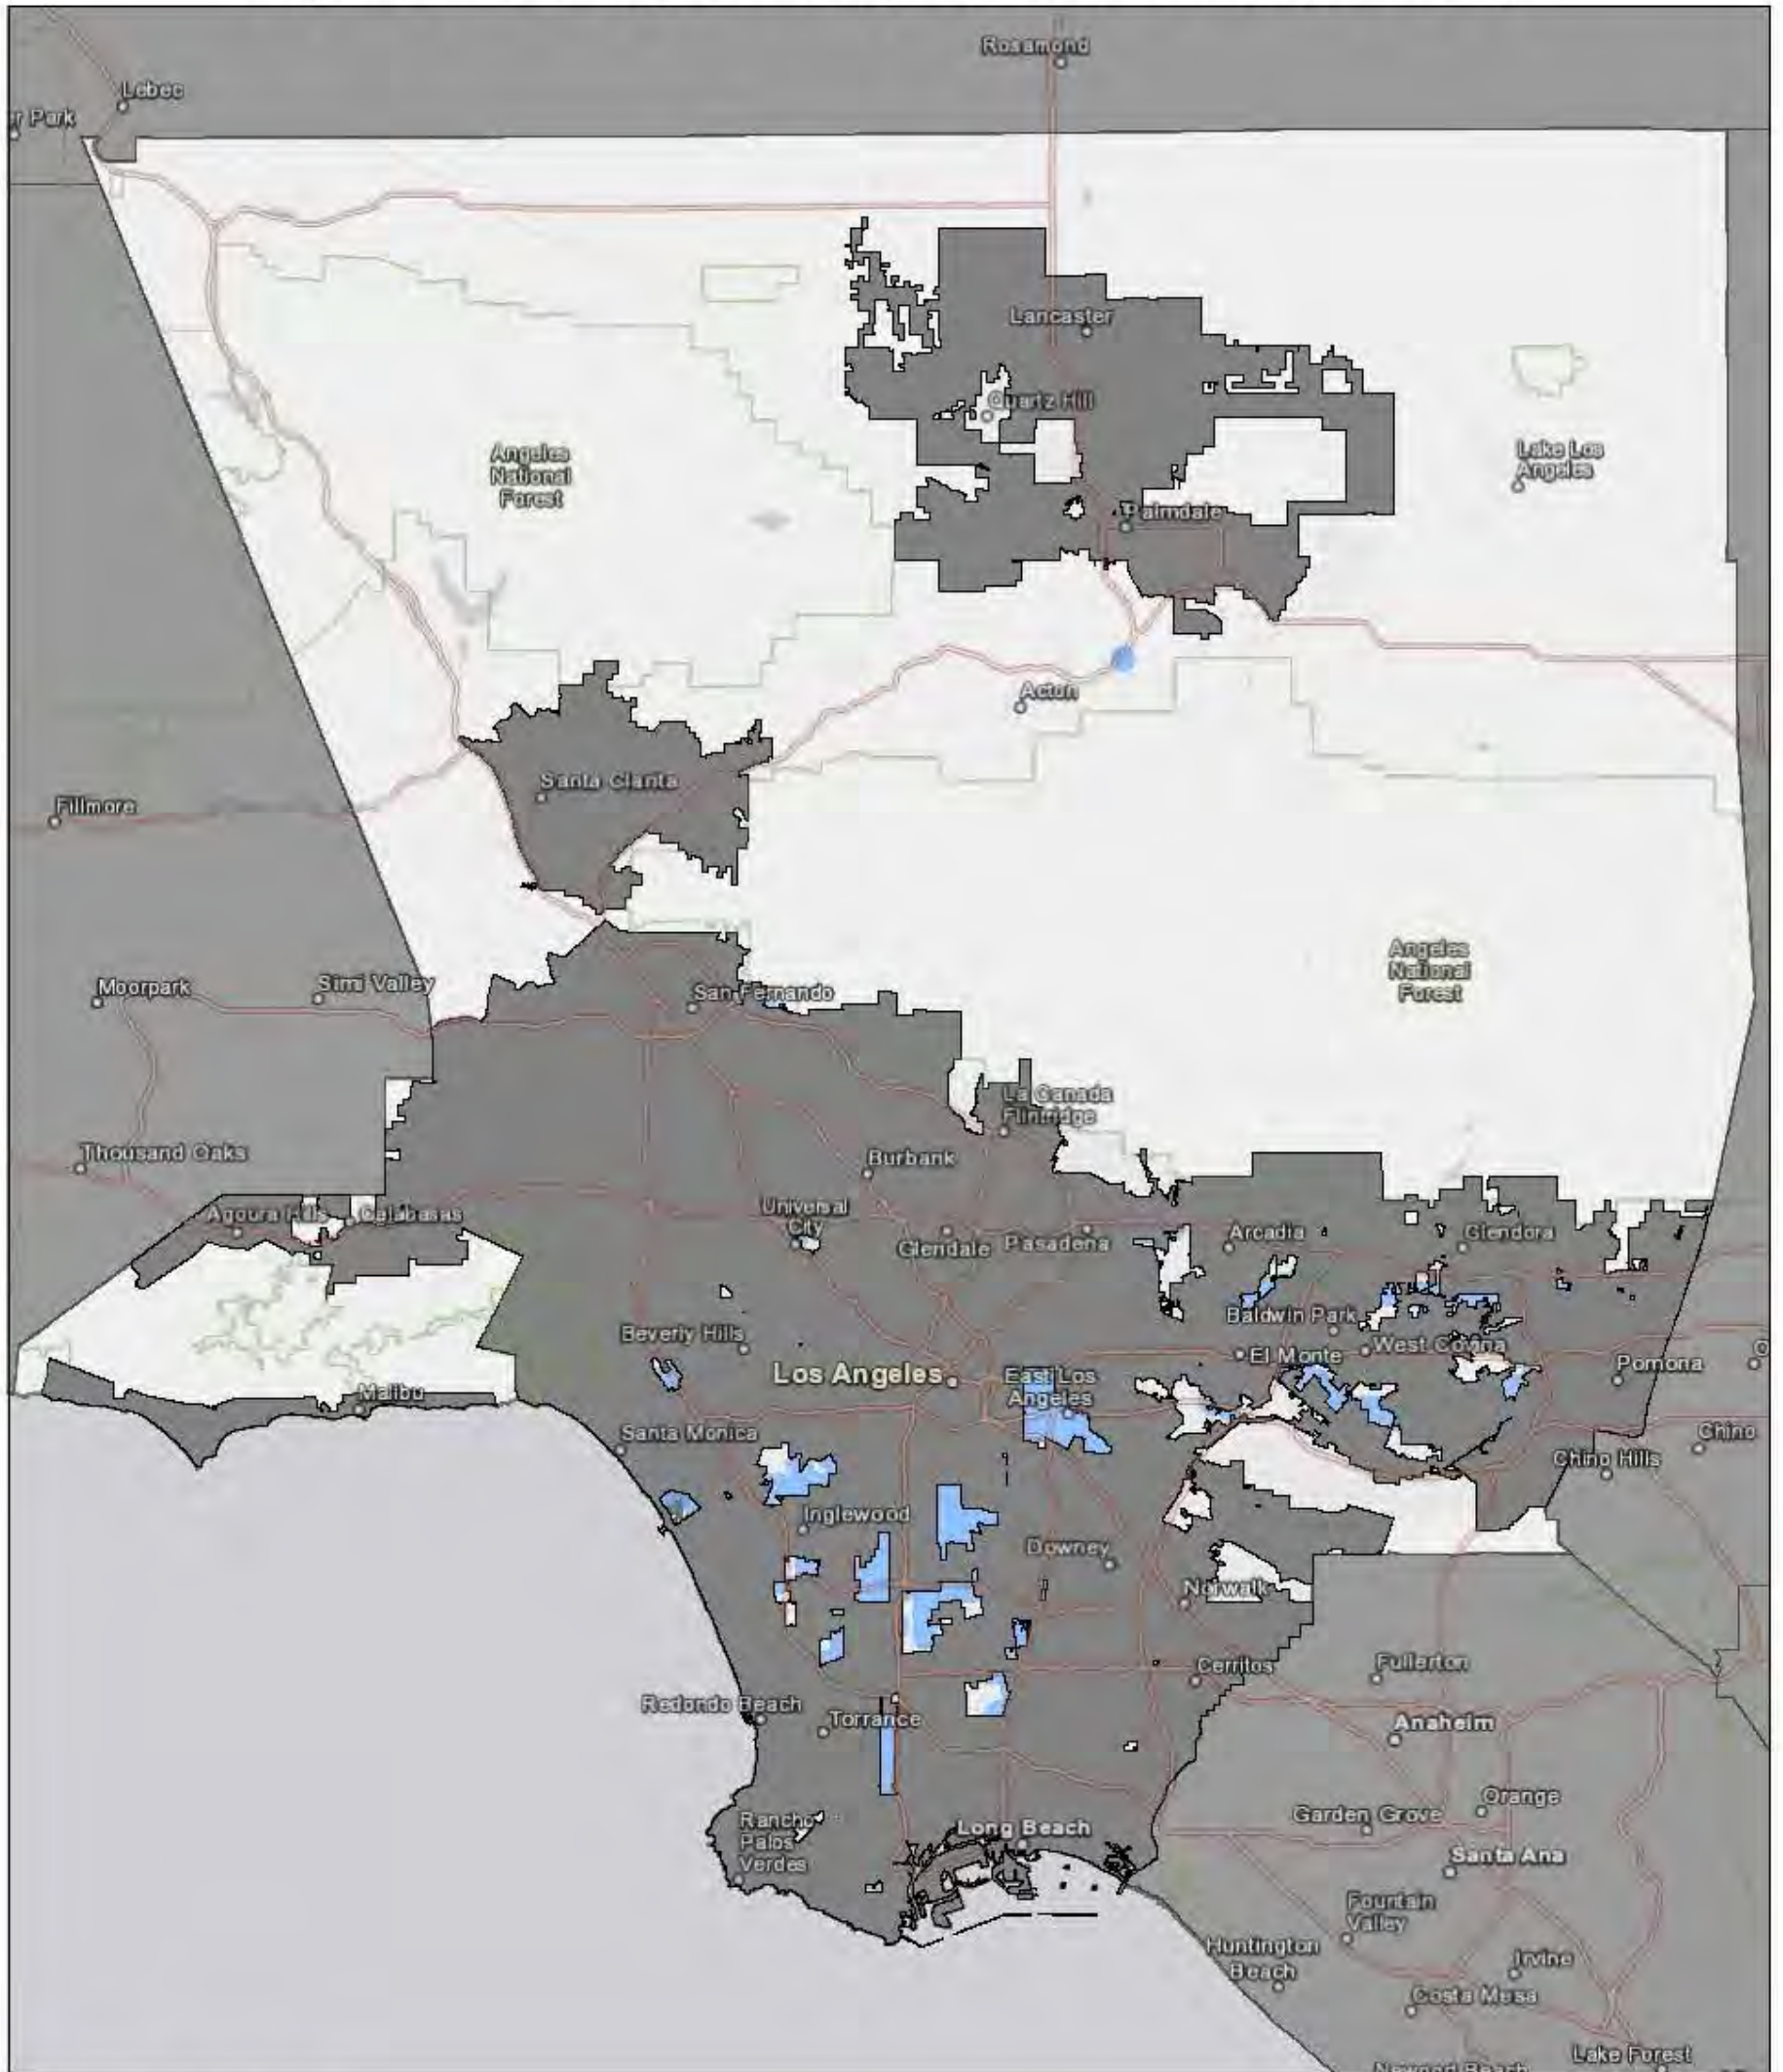 Rosamond
Lebec
r Park
Lancaster
Quartz Hill
Lake Los
Angeles
Angeles
National
Forest
Palmdale
Acton
Santa Clarita
Fillmore
Angeles
National
Forest
Moorpark
Simi Valley
San Fernando
La Canada
Flintridge
Thousand Oaks
Burbank
Agoura Hills
Calabasas
Universal
City
Glendale
Pasadena
Arcadia
Glendora
Baldwin Park
Beverly Hills
El Monte
West Covina
Pomona
O
Los Angeles
East Los
Angeles
Malibu
Santa Monica
Chino
Chino Hills
Inglewood
Downey
Norwalk
Cerritos
Fullerton
Redondo Beach
Torrance
Anaheim
Orange
Garden Grove
Rancho
Palos
Verdes
Long Beach
Santa Ana
Fountain
Valley
Huntington
Beach
Irvine
Costa Mesa
Lake Forest
Newport Beach